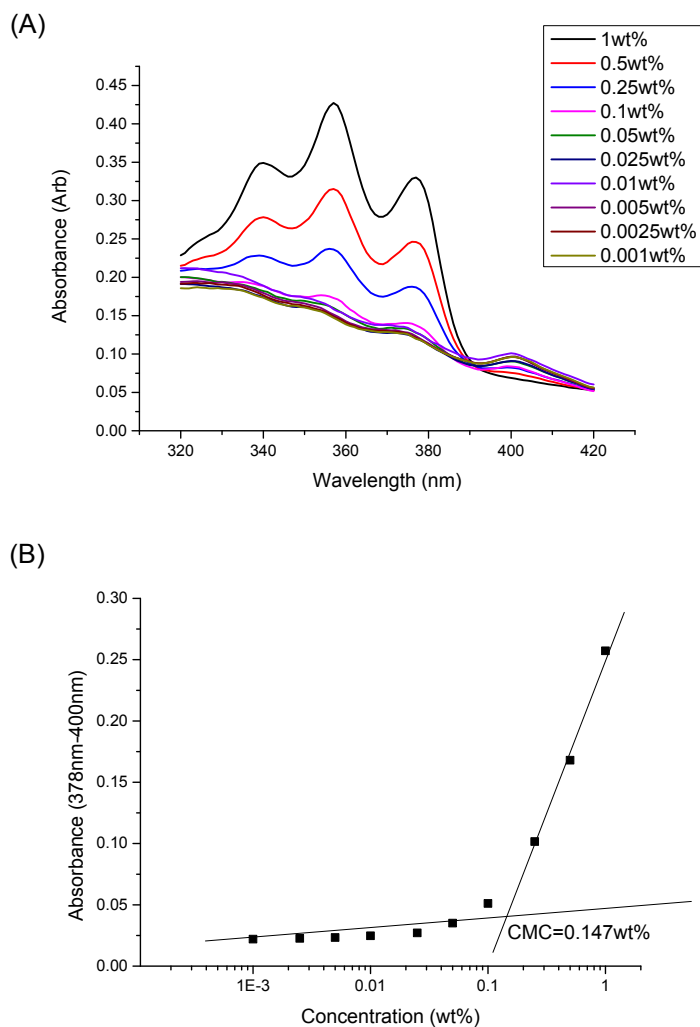 (A)
1wt%
0.5wt%
0.25wt%
0.1wt%
0.05wt%
0.025wt%
0.01wt%
0.005wt%
0.0025wt%
0.001wt%
0.45
0.40
0.35
0.30
0.25
0.20
0.15
0.10
0.05
0.00
Absorbance (Arb)
320 340 360 380 400 420
Wavelength (nm)
(B)
0.30
0.25
0.20
0.15
0.10
0.05
0.00
Absorbance (378nm-400nm)
CMC=0.147wt%
1E-3 0.01 0.1 1
Concentration (wt%)